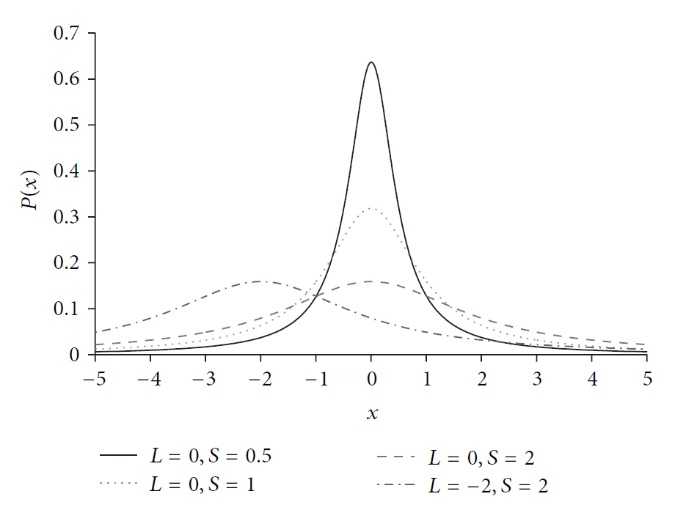 0.7
0.6
0.5
0.4
0.3
0.2
0.1
0
P(x)
−5 −4 −3 −2 −1 0 1 2 3 4 5
x
L = 0, S = 0.5
L = 0, S = 1
L = 0, S = 2
L = −2, S = 2